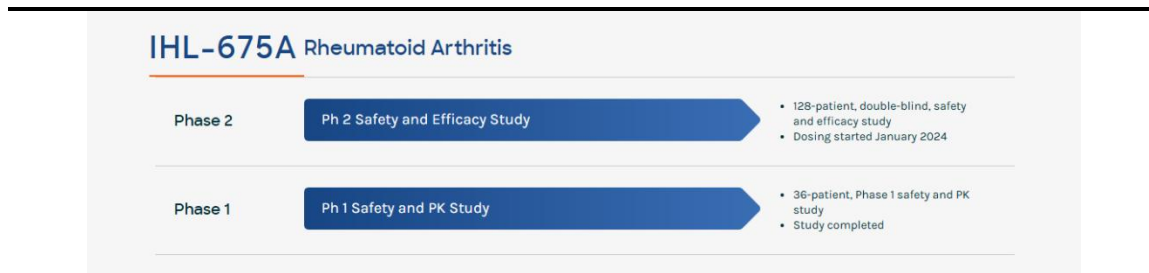 IHL-675A Rheumatoid Arthritis
Phase 2
Ph 2 Safety and Efficacy Study
• 128-patient, double-blind, safety
and efficacy study
• Dosing started January 2024
Phase 1
Ph 1 Safety and PK Study
• 36-patient, Phase 1 safety and PK
study
• Study completed